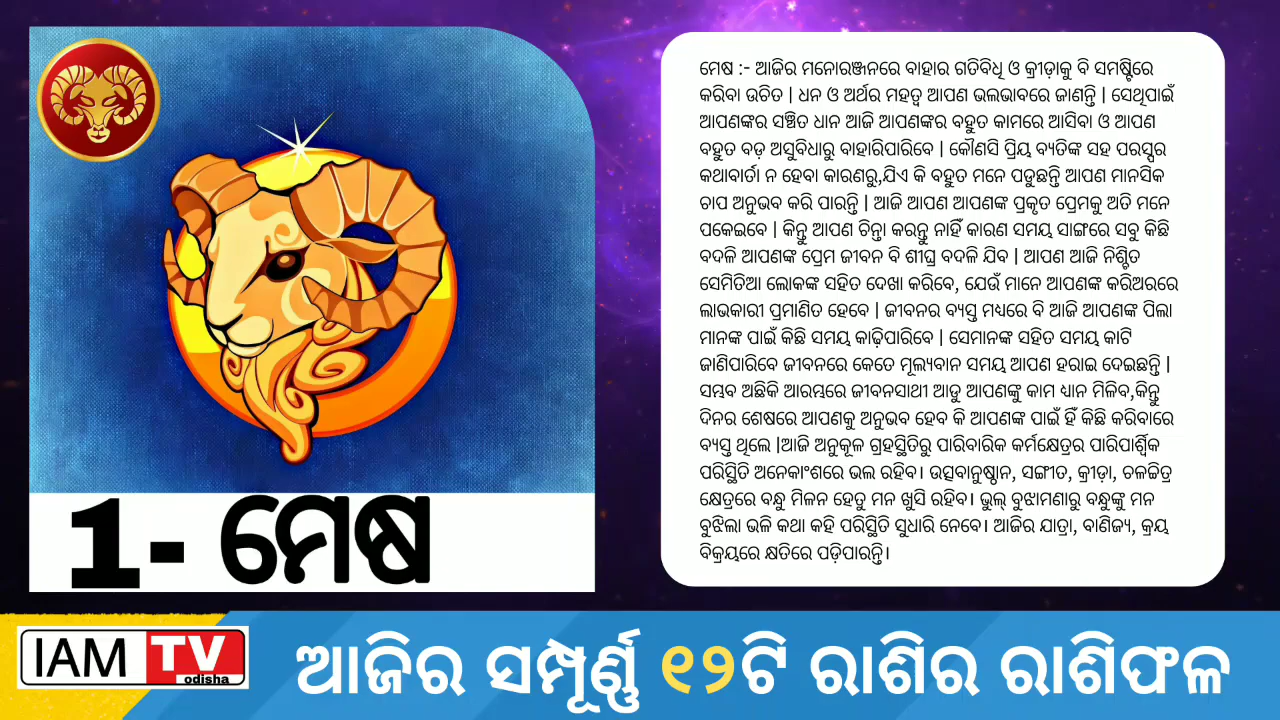 ମେଷ :- ଆଜିର ମନୋରଞ୍ଜନରେ ବାହାର ଗତିବିଧି ଓ କ୍ରୀଡ଼ାକୁ ବି ସମଷ୍ଟିରେ
କରିବା ଉଚିତ | ଧନ ଓ ଅର୍ଥର ମହତ୍ୱ ଆପଣ ଭଲଭାବରେ ଜାଣନ୍ତି | ସେଥିପାଇଁ
ଆପଣଙ୍କର ସଞ୍ଚିତ ଧାନ ଆଜି ଆପଣଙ୍କର ବହୁତ କାମରେ ଆସିବା ଓ ଆପଣ
ବହୁତ ବଡ଼ ଅସୁବିଧାରୁ ବାହାରିପାରିବେ | କୌଣସି ପ୍ରିୟ ବ୍ୟତିଙ୍କ ସହ ପରସ୍ପର
କଥାବାର୍ତା ନ ହେବା କାରଣରୁ,ଯିଏ କି ବହୁତ ମନେ ପଡୁଛନ୍ତି ଆପଣ ମାନସିକ
ଚାପ ଅନୁଭବ କରି ପାରନ୍ତି | ଆଜି ଆପଣ ଆପଣଙ୍କ ପ୍ରକୃତ ପ୍ରେମକୁ ଅତି ମନେ
ପକେଇବେ | କିନ୍ତୁ ଆପଣ ଚିନ୍ତା କରନ୍ତୁ ନାହିଁ କାରଣ ସମୟ ସାଙ୍ଗରେ ସବୁ କିଛି
ବଦଳି ଆପଣଙ୍କ ପ୍ରେମ ଜୀବନ ବି ଶୀଘ୍ର ବଦଳି ଯିବ | ଆପଣ ଆଜି ନିଶ୍ଚିତ
ସେମିତିଆ ଲୋକଙ୍କ ସହିତ ଦେଖା କରିବେ, ଯେଉଁ ମାନେ ଆପଣଙ୍କ କରିଅରରେ
ଲାଭକାରୀ ପ୍ରମାଣିତ ହେବେ | ଜୀବନର ବ୍ୟସ୍ତ ମଧ୍ୟରେ ବି ଆଜି ଆପଣଙ୍କ ପିଲା
ମାନଙ୍କ ପାଇଁ କିଛି ସମୟ କାଢ଼ିପାରିବେ | ସେମାନଙ୍କ ସହିତ ସମୟ କାଟି
ଜାଣିପାରିବେ ଜୀବନରେ କେତେ ମୂଲ୍ୟବାନ ସମୟ ଆପଣ ହରାଇ ଦେଇଛନ୍ତି |
ସମ୍ଭବ ଅଛିକି ଆରମ୍ଭରେ ଜୀବନସାଥୀ ଆଡୁ ଆପଣଙ୍କୁ କାମ ଧ୍ୟାନ ମିଳିବ,କିନ୍ତୁ
ଦିନର ଶେଷରେ ଆପଣକୁ ଅନୁଭବ ହେବ କି ଆପଣଙ୍କ ପାଇଁ ହିଁ କିଛି କରିବାରେ
ବ୍ୟସ୍ତ ଥିଲେ |ଆଜି ଅନୁକୂଳ ଗ୍ରହସ୍ଥିତିରୁ ପାରିବାରିକ କର୍ମକ୍ଷେତ୍ରର ପାରିପାର୍ଶ୍ୱିକ
ପରିସ୍ଥିତି ଅନେକାଂଶରେ ଭଲ ରହିବ। ଉତ୍ସବାନୁଷ୍ଠାନ, ସଙ୍ଗୀତ, କ୍ରୀଡ଼ା, ଚଳଚ୍ଚିତ୍ର
କ୍ଷେତ୍ରରେ ବନ୍ଧୁ ମିଳନ ହେତୁ ମନ ଖୁସି ରହିବ। ଭୁଲ୍ ବୁଝାମଣାରୁ ବନ୍ଧୁଙ୍କୁ ମନ
ବୁଝିଲା ଭଳି କଥା କହି ପରିସ୍ଥିତି ସୁଧାରି ନେବେ। ଆଜିର ଯାତ୍ରା, ବାଣିଜ୍ୟ, କ୍ରୟ
ବିକ୍ରୟରେ କ୍ଷତିରେ ପଡ଼ିପାରନ୍ତି।
1- ମେଷ
IAM TV
odisha
ଆଜିର ସମ୍ପୂର୍ଣ୍ଣ ୧୨ଟି ରାଶିର ରାଶିଫଳ